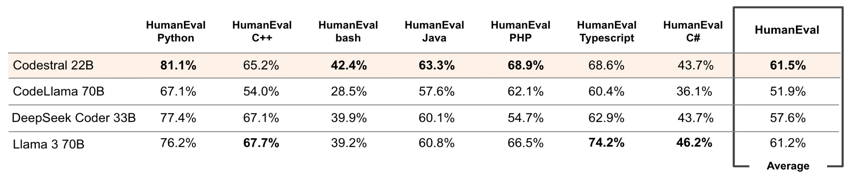 HumanEval Python HumanEval C++ HumanEval bash HumanEval Java HumanEval PHP HumanEval Typescript HumanEval C# HumanEval
Codestral 22B 81.1% 65.2% 42.4% 63.3% 68.9% 68.6% 43.7% 61.5%
CodeLlama 70B 67.1% 54.0% 28.5% 57.6% 62.1% 60.4% 36.1% 51.9%
DeepSeek Coder 33B 77.4% 67.1% 39.9% 60.1% 54.7% 62.9% 43.7% 57.6%
Llama 3 70B 76.2% 67.7% 39.2% 60.8% 66.5% 74.2% 46.2% 61.2%
Average